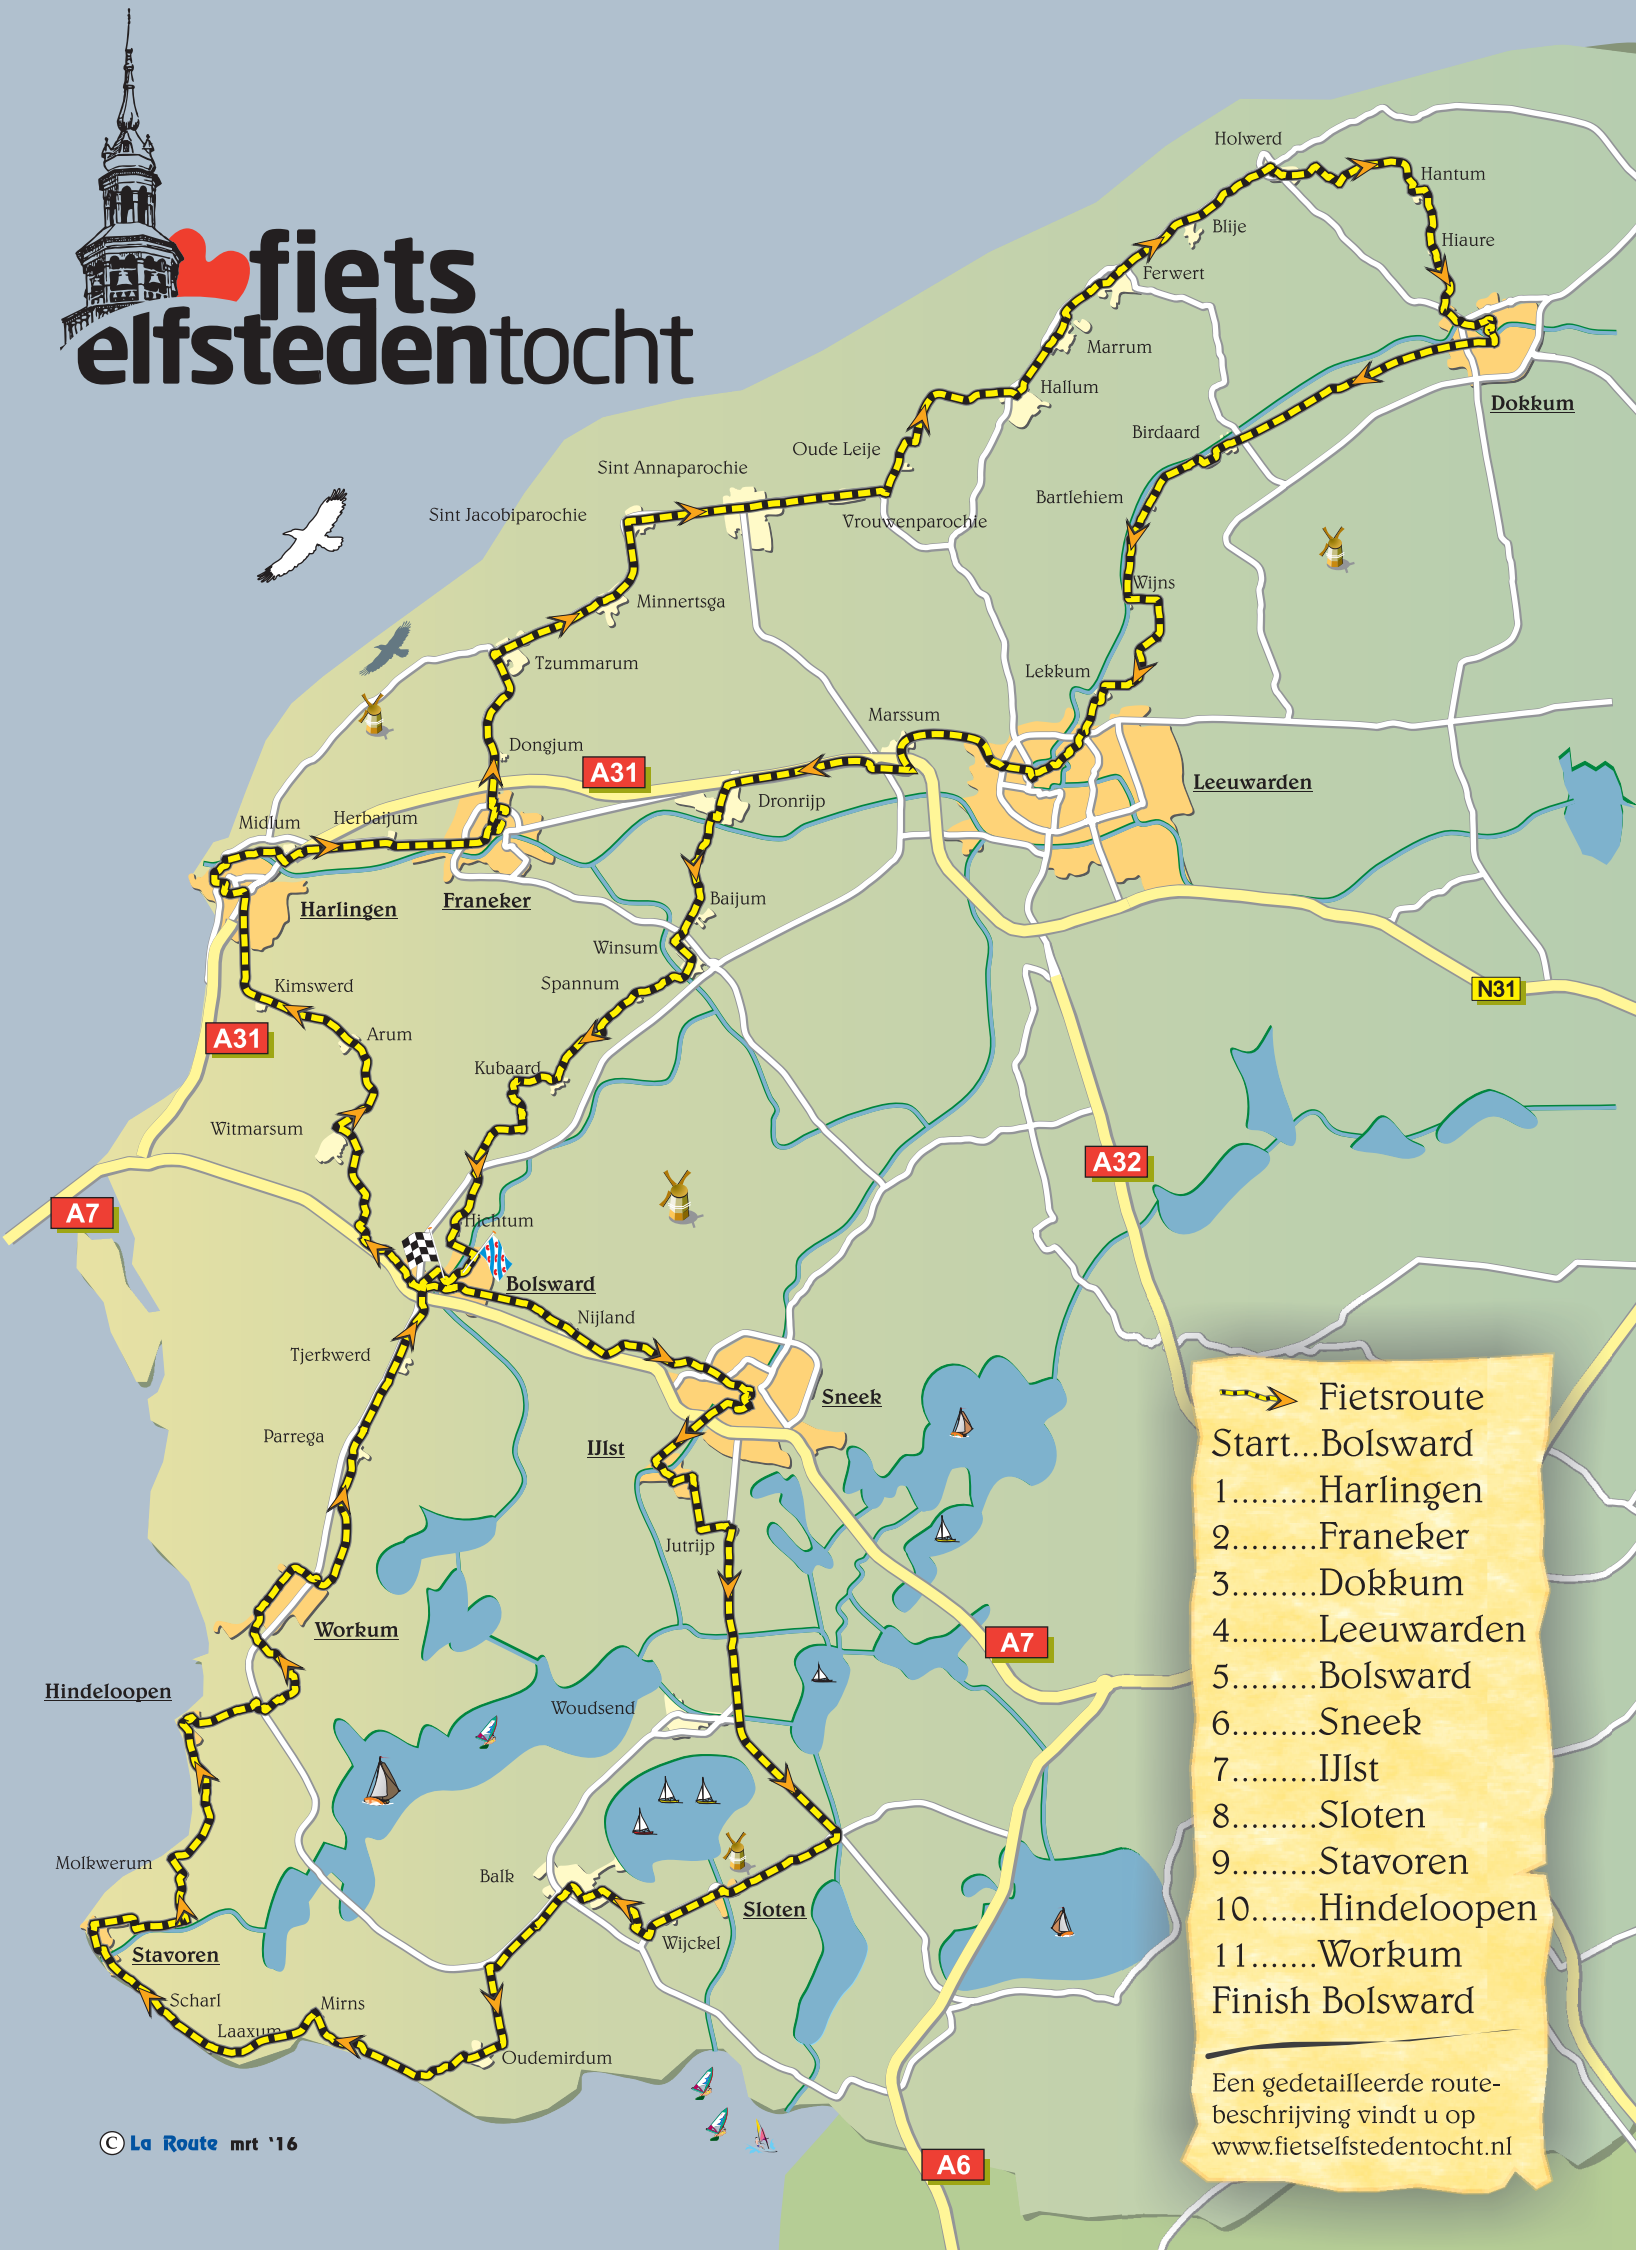 fiets
elfstedentocht
Holwerd
Hantum
Blije
Hiaure
Ferwert
Marrum
Hallum
Dokkum
Birdaard
Oude Leije
Sint Annaparochie
Bartlehiem
Sint Jacobiparochie
Vrouwenparochie
Wijns
Minnertsga
Tzummarum
Lekkum
Marssum
Dongjum
A31
Leeuwarden
Dronrijp
Midlum
Herbaijum
Franeker
Harlingen
Baijum
Winsum
Spannum
Kimswerd
N31
A31
Arum
Kubaard
Witmarsum
A32
A7
Hichtum
Bolsward
Nijland
Tjerkwerd
Sneek
Parrega
IJlst
Jutrijp
Workum
A7
Hindeloopen
Woudsend
Molkwerum
Balk
Sloten
Wijckel
Stavoren
Scharl
Mirns
Laaxum
Oudemirdum
A6
© La Route mrt '16
Fietsroute
Start...Bolsward
1.........Harlingen
2.........Franeker
3.........Dokkum
4.........Leeuwarden
5.........Bolsward
6.........Sneek
7.........IJlst
8.........Sloten
9.........Stavoren
10.......Hindeloopen
11.......Workum
Finish Bolsward
Een gedetailleerde route-
beschrijving vindt u op
www.fietselfstedentocht.nl